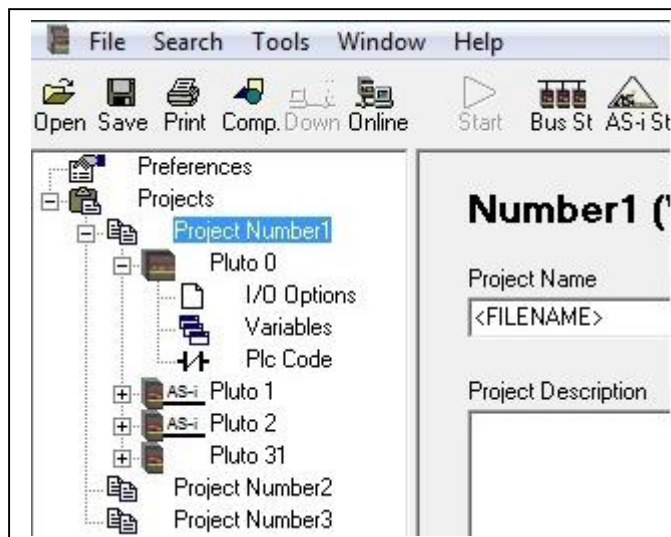 File Search Tools Window Help
Open Save Print Comp. Down Online Start Bus St AS-i St
Preferences
Projects
Project Number1
Pluto 0
I/O Options
Variables
Plc Code
AS-i Pluto 1
AS-i Pluto 2
Pluto 31
Project Number2
Project Number3
Number1 ('
Project Name
<FILENAME>
Project Description